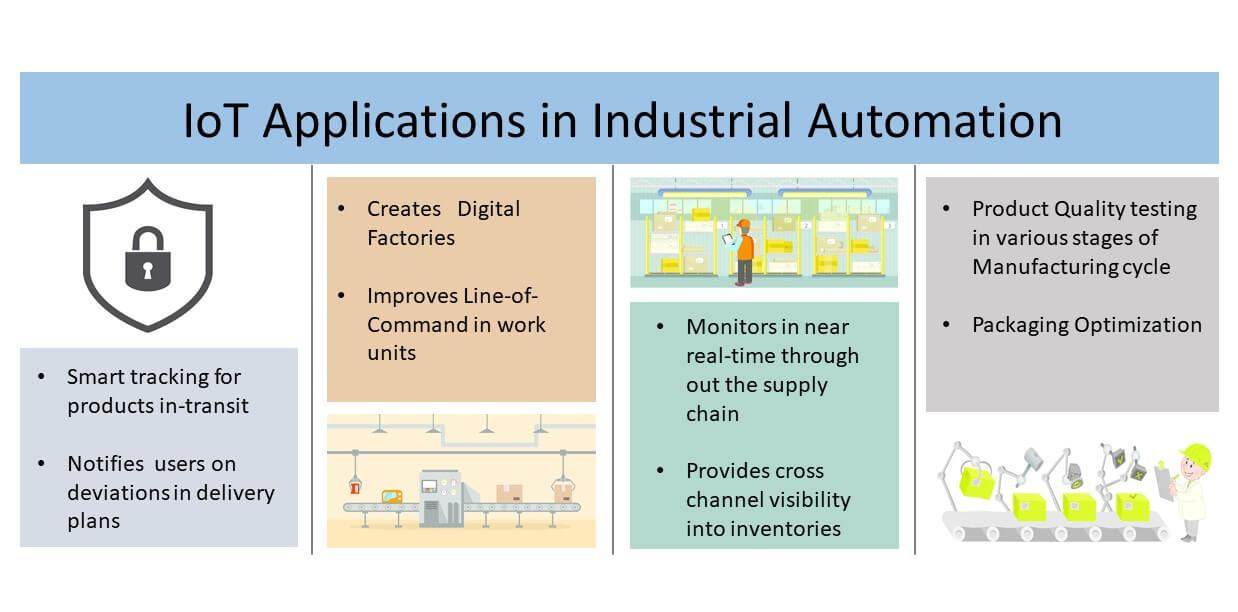 IoT Applications in Industrial Automation
• Smart tracking for
products in-transit
• Notifies users on
deviations in delivery
plans
• Creates Digital
Factories
• Improves Line-of-
Command in work
units
• Monitors in near
real-time through
out the supply
chain
• Provides cross
channel visibility
into inventories
• Product Quality testing
in various stages of
Manufacturing cycle
• Packaging Optimization